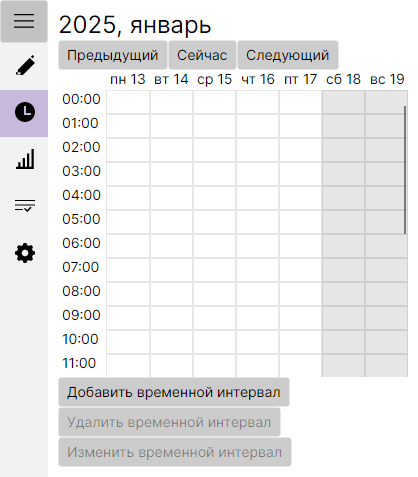 2025, январь
Предыдущий Сейчас Следующий
пн 13 вт 14 ср 15 чт 16 пт 17 сб 18 вс 19
00:00
01:00
02:00
03:00
04:00
05:00
06:00
07:00
08:00
09:00
10:00
11:00
Добавить временной интервал
Удалить временной интервал
Изменить временной интервал